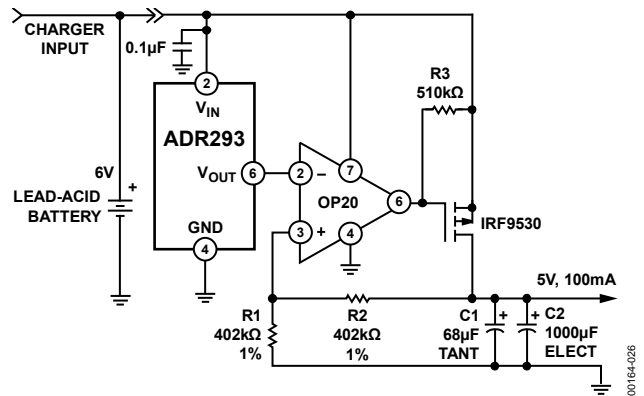 CHARGER
INPUT
0.1µF
R3
510kΩ
2
V_IN
ADR293
6V
+
LEAD-ACID
BATTERY
V_OUT
6
2
–
7
OP20
6
IRF9530
GND
4
3
+
4
5V, 100mA
R1
402kΩ
1%
R2
402kΩ
1%
C1
68µF
TANT
+
+
C2
1000µF
ELECT
00164-026